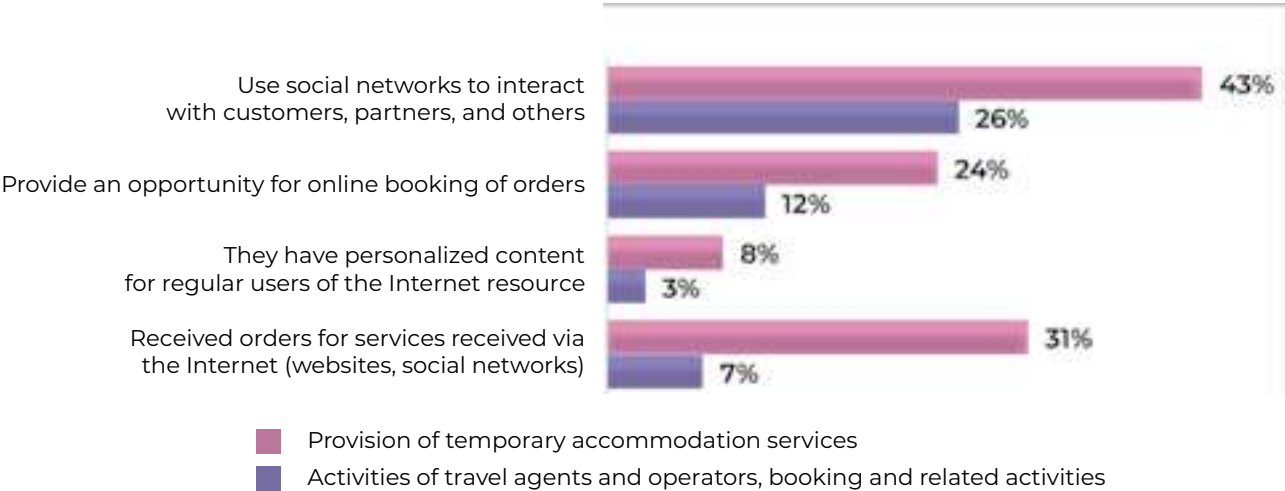 Use social networks to interact
with customers, partners, and others
43%
26%
Provide an opportunity for online booking of orders
24%
12%
They have personalized content
for regular users of the Internet resource
8%
3%
Received orders for services received via
the Internet (websites, social networks)
31%
7%
Provision of temporary accommodation services
Activities of travel agents and operators, booking and related activities